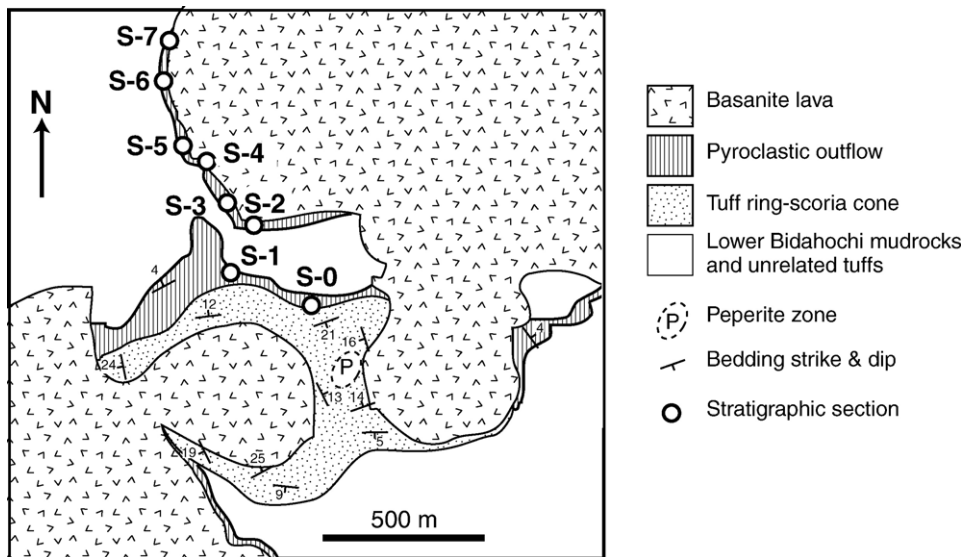 S-7
S-6
N
S-5
S-4
S-3
S-2
S-1
S-0
4
12
21
16
4
24
P
13
14
5
19
25
9
500 m
Basanite lava
Pyroclastic outflow
Tuff ring-scoria cone
Lower Bidahochi mudrocks
and unrelated tuffs
P
Peperite zone
Bedding strike & dip
Stratigraphic section